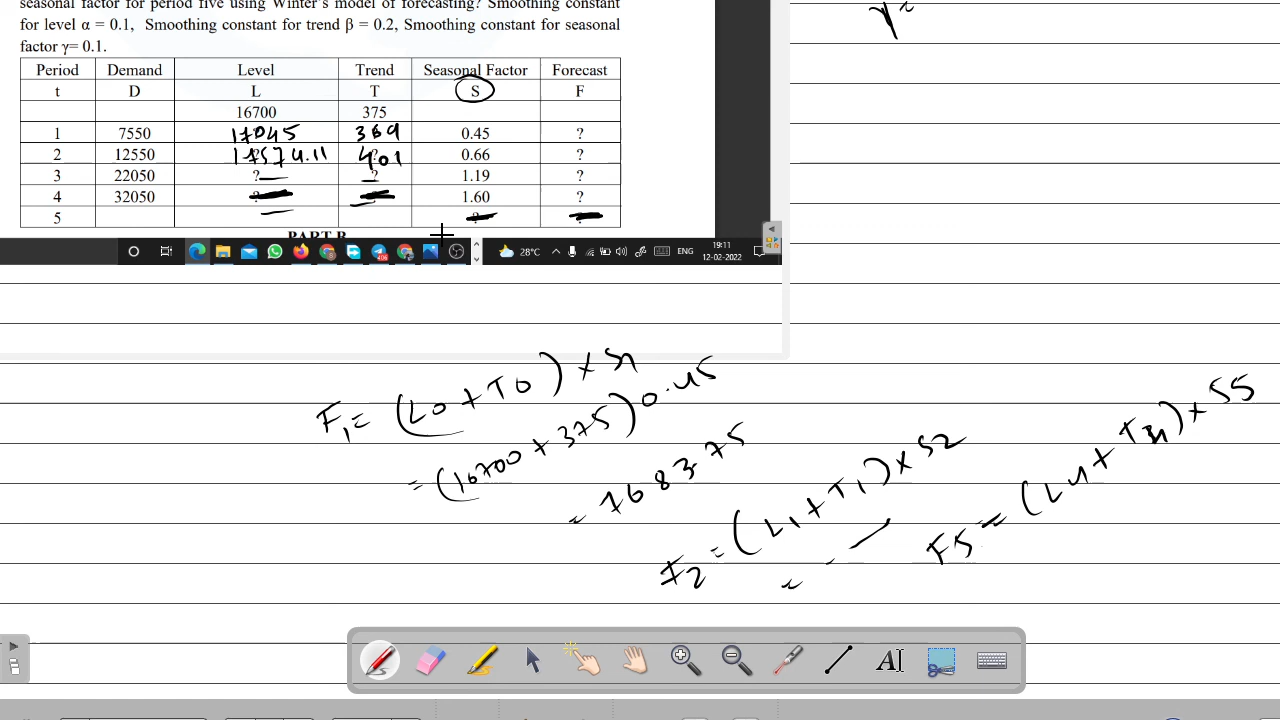 seasonal factor for period five using Winter's model of forecasting? Smoothing constant
for level α = 0.1, Smoothing constant for trend β = 0.2, Smoothing constant for seasonal
factor γ= 0.1.
Period Demand Level Trend Seasonal Factor Forecast
t D L T S F
16700 375
1 7550 17045 369 0.45 ?
2 12550 17574.11 401 0.66 ?
3 22050 ? ? 1.19 ?
4 32050 1.60 ?
5
PART B
28°C ENG 19:11
12-02-2022
γ=
F1= (L0+T0) × S1
= (16700+375) 0.45
= 7683.75
F2 = (L1+T1) × S2
=
F5 = (L4+T4) × S5
A